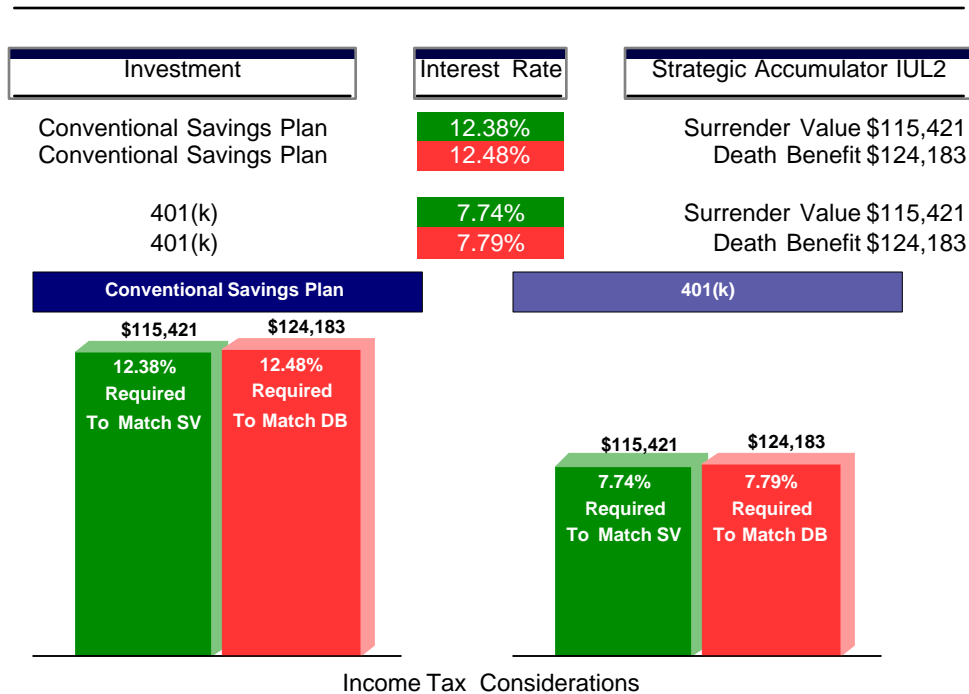 Investment Interest Rate Strategic Accumulator IUL2
Conventional Savings Plan 12.38% Surrender Value $115,421
Conventional Savings Plan 12.48% Death Benefit $124,183
401(k) 7.74% Surrender Value $115,421
401(k) 7.79% Death Benefit $124,183
Conventional Savings Plan
$115,421 $124,183
12.38% 12.48%
Required Required
To Match SV To Match DB
401(k)
$115,421 $124,183
7.74% 7.79%
Required Required
To Match SV To Match DB
Income Tax Considerations